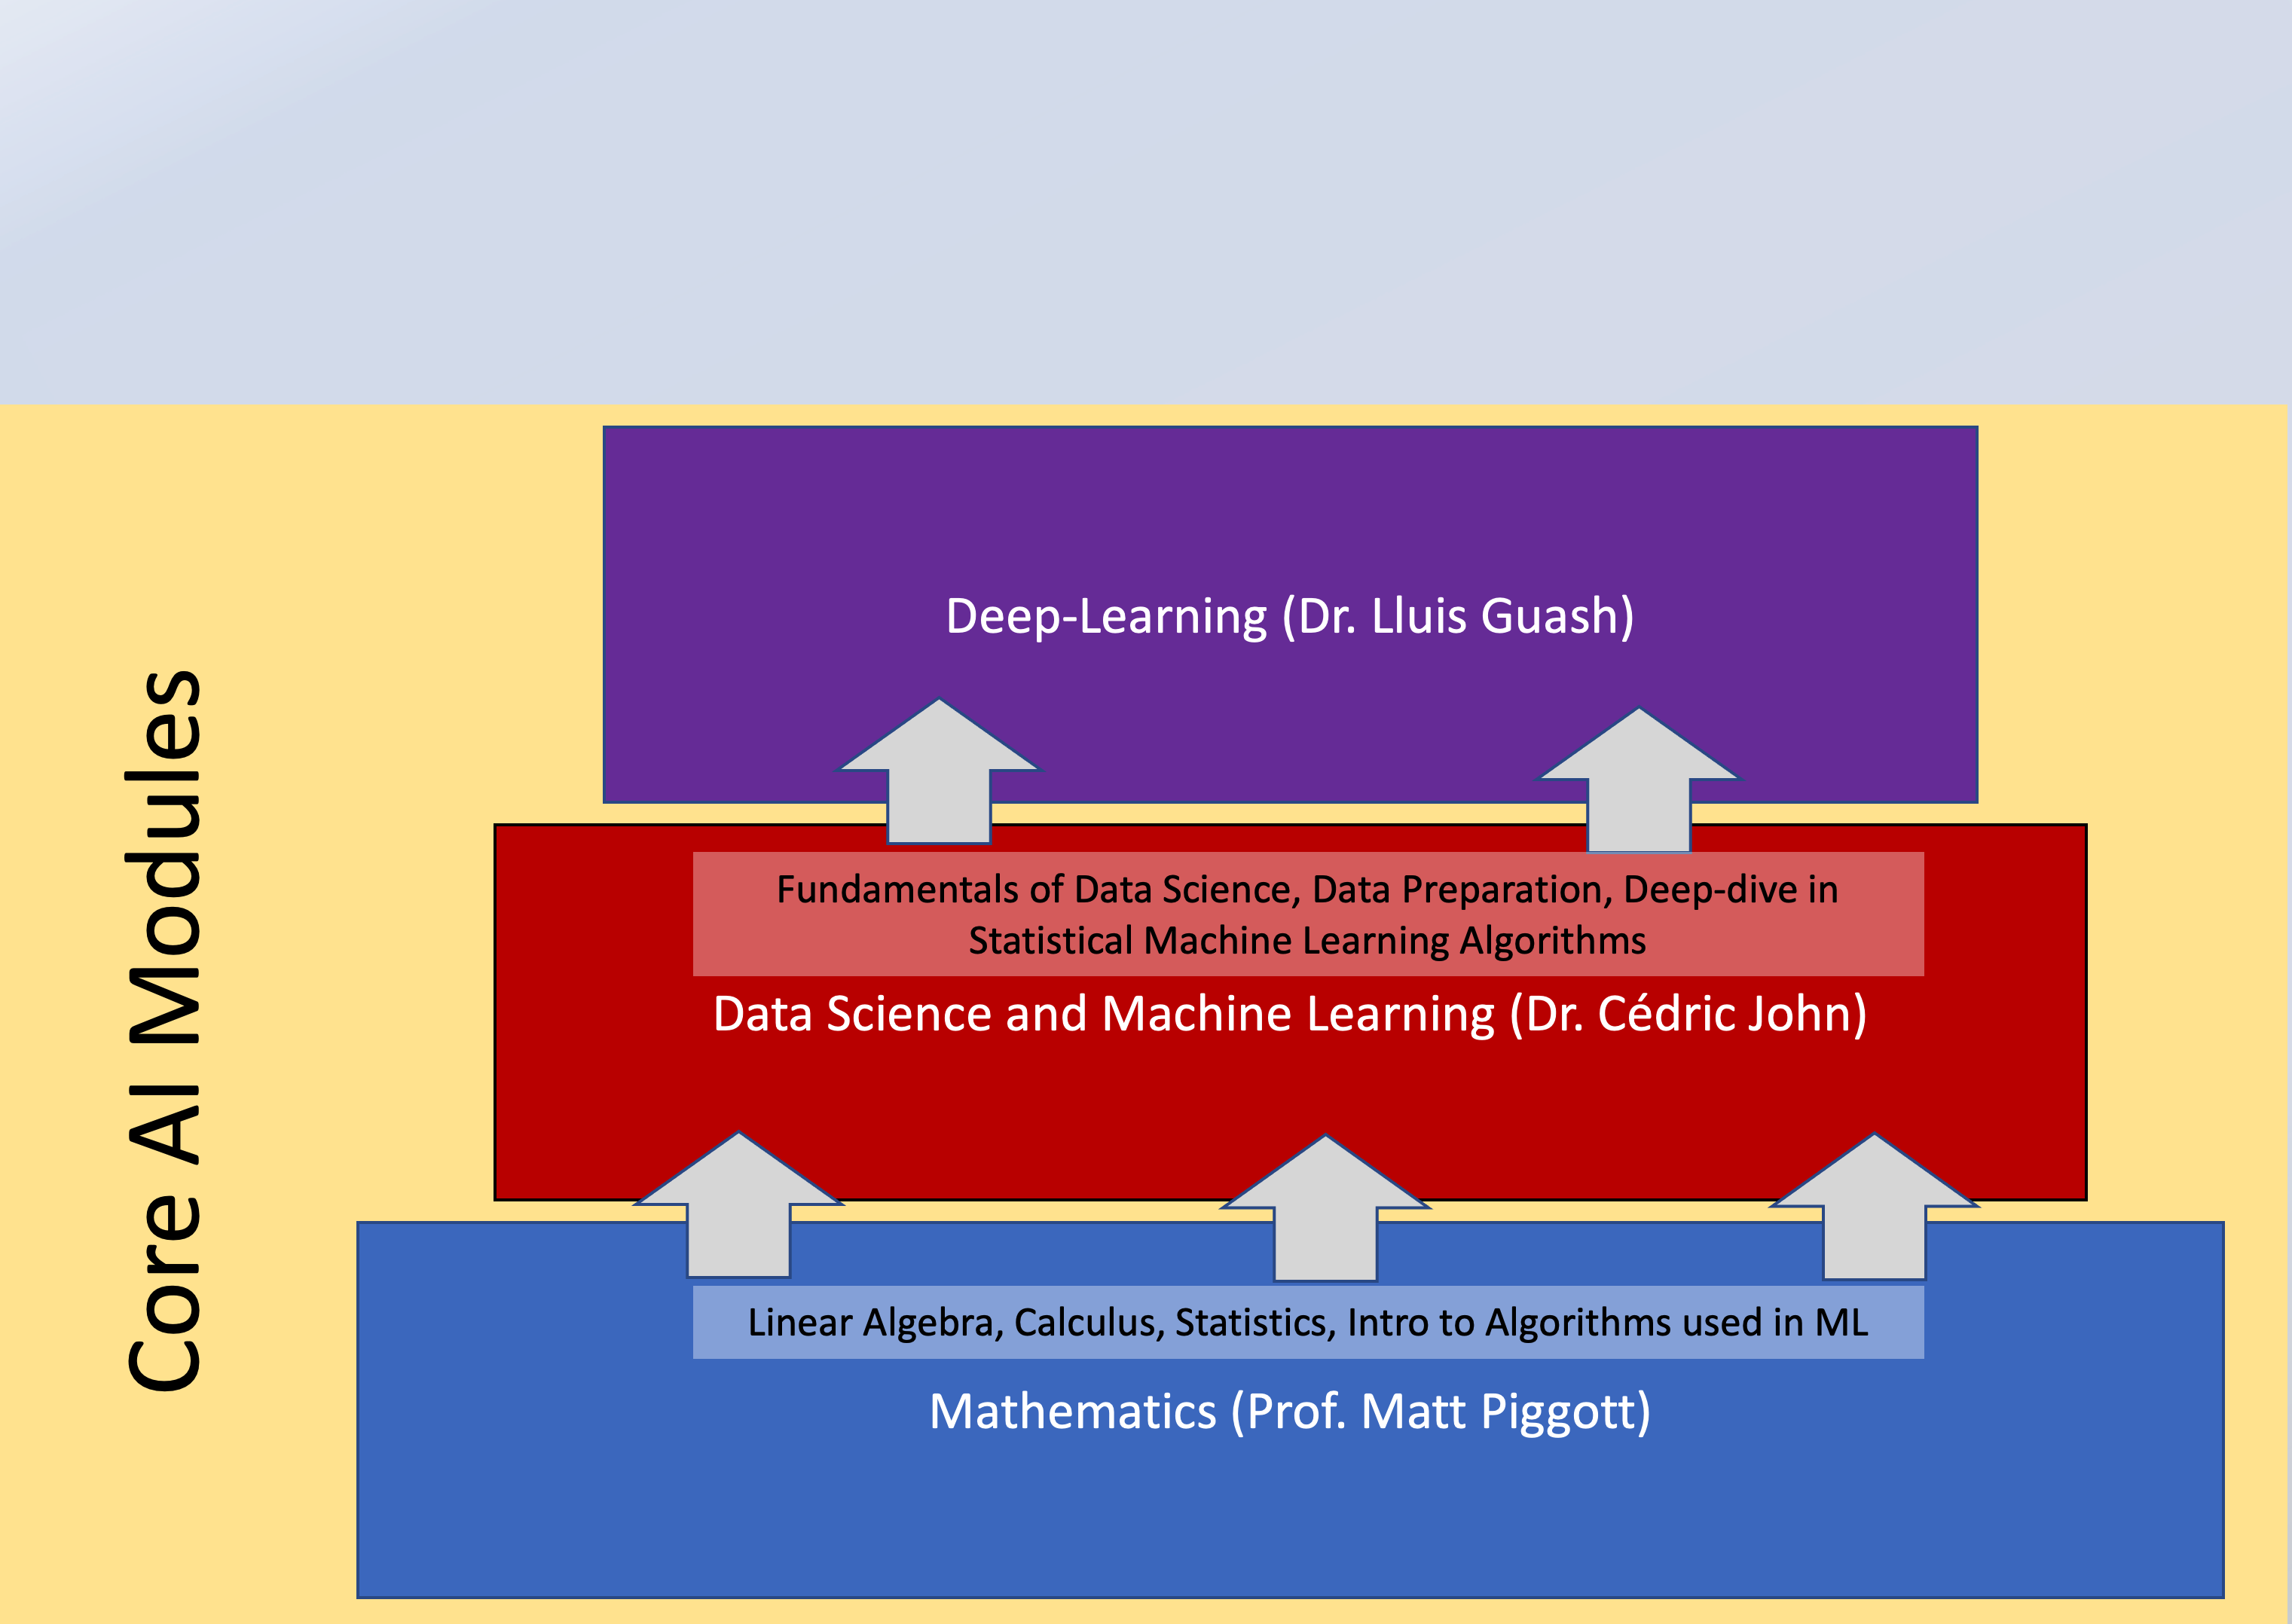 Core AI Modules
Deep-Learning (Dr. Lluis Guash)
Fundamentals of Data Science, Data Preparation, Deep-dive in
Statistical Machine Learning Algorithms
Data Science and Machine Learning (Dr. Cédric John)
Linear Algebra, Calculus, Statistics, Intro to Algorithms used in ML
Mathematics (Prof. Matt Piggott)